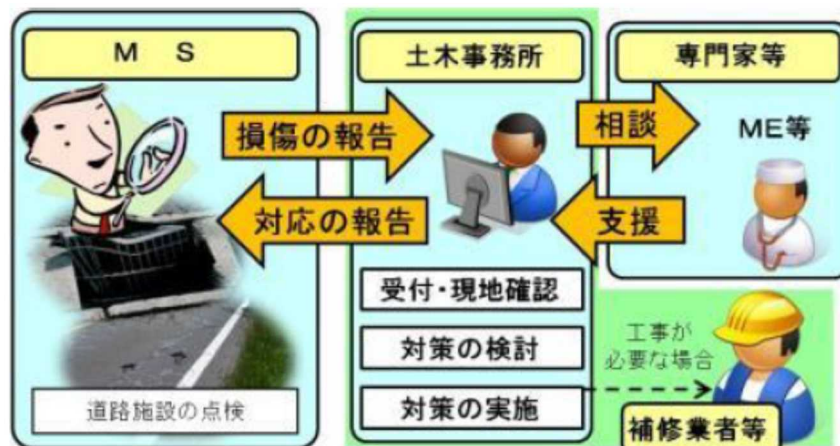 MS
損傷の報告
対応の報告
道路施設の点検
土木事務所
受付・現地確認
対策の検討
対策の実施
専門家等
相談
ME等
支援
工事が
必要な場合
補修業者等